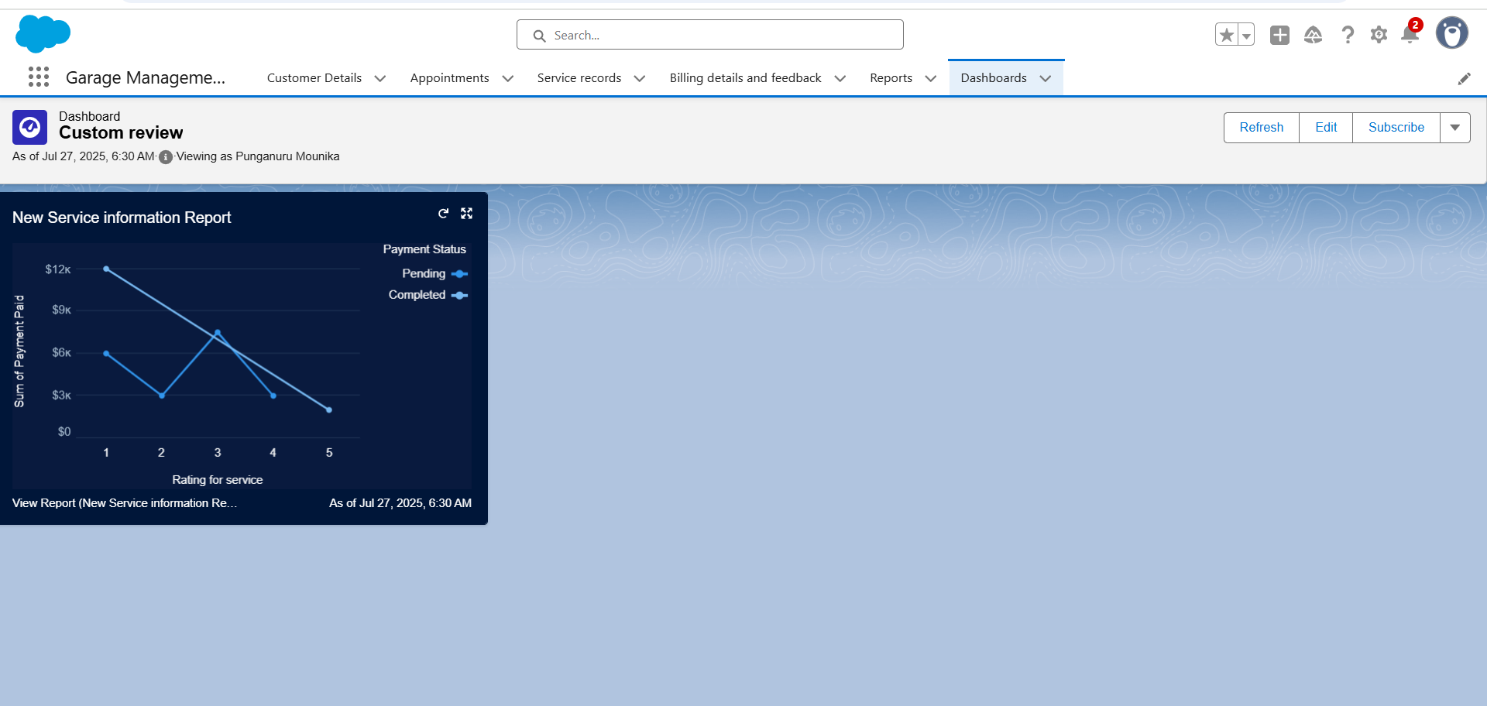 Search...
2
Garage Manageme...
Customer Details
Appointments
Service records
Billing details and feedback
Reports
Dashboards
Dashboard
Custom review
As of Jul 27, 2025, 6:30 AM Viewing as Punganuru Mounika
Refresh
Edit
Subscribe
New Service information Report
Payment Status
Pending
Completed
Sum of Payment Paid
$12K
$9K
$6K
$3K
$0
1 2 3 4 5
Rating for service
View Report (New Service information Re...
As of Jul 27, 2025, 6:30 AM